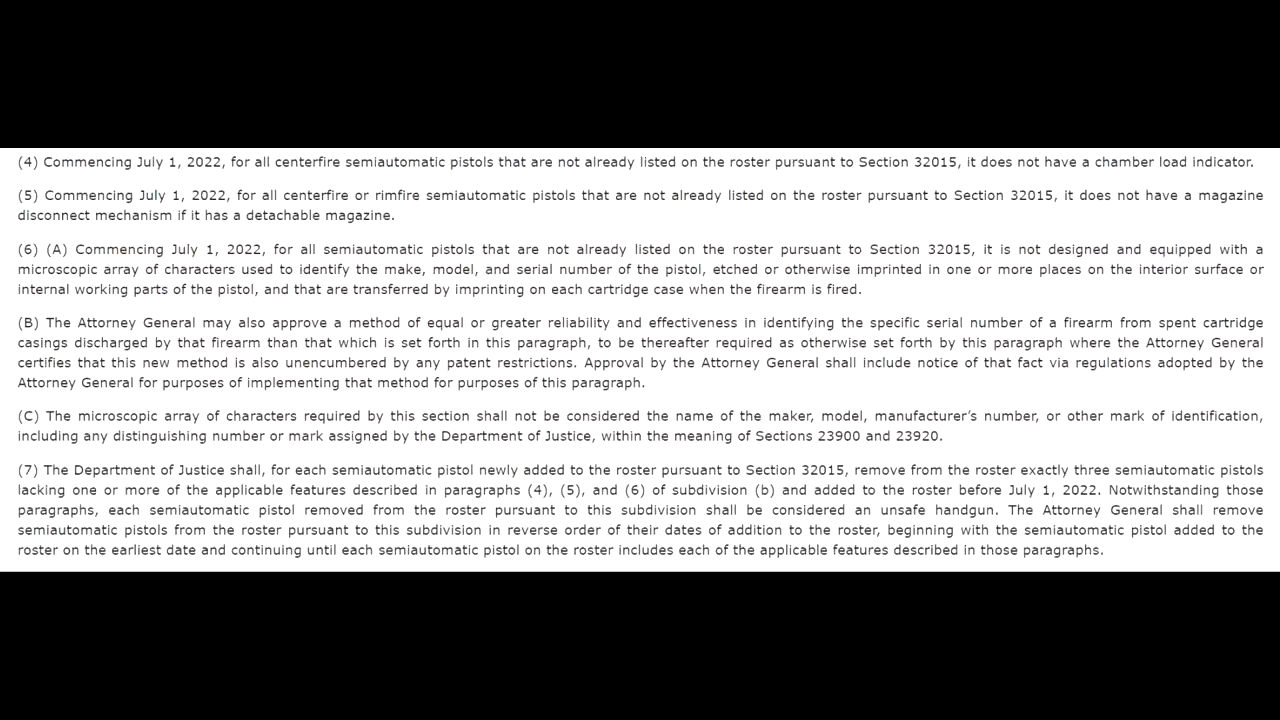 (4) Commencing July 1, 2022, for all centerfire semiautomatic pistols that are not already listed on the roster pursuant to Section 32015, it does not have a chamber load indicator.
(5) Commencing July 1, 2022, for all centerfire or rimfire semiautomatic pistols that are not already listed on the roster pursuant to Section 32015, it does not have a magazine
disconnect mechanism if it has a detachable magazine.
(6) (A) Commencing July 1, 2022, for all semiautomatic pistols that are not already listed on the roster pursuant to Section 32015, it is not designed and equipped with a
microscopic array of characters used to identify the make, model, and serial number of the pistol, etched or otherwise imprinted in one or more places on the interior surface or
internal working parts of the pistol, and that are transferred by imprinting on each cartridge case when the firearm is fired.
(B) The Attorney General may also approve a method of equal or greater reliability and effectiveness in identifying the specific serial number of a firearm from spent cartridge
casings discharged by that firearm than that which is set forth in this paragraph, to be thereafter required as otherwise set forth by this paragraph where the Attorney General
certifies that this new method is also unencumbered by any patent restrictions. Approval by the Attorney General shall include notice of that fact via regulations adopted by the
Attorney General for purposes of implementing that method for purposes of this paragraph.
(C) The microscopic array of characters required by this section shall not be considered the name of the maker, model, manufacturer’s number, or other mark of identification,
including any distinguishing number or mark assigned by the Department of Justice, within the meaning of Sections 23900 and 23920.
(7) The Department of Justice shall, for each semiautomatic pistol newly added to the roster pursuant to Section 32015, remove from the roster exactly three semiautomatic pistols
lacking one or more of the applicable features described in paragraphs (4), (5), and (6) of subdivision (b) and added to the roster before July 1, 2022. Notwithstanding those
paragraphs, each semiautomatic pistol removed from the roster pursuant to this subdivision shall be considered an unsafe handgun. The Attorney General shall remove
semiautomatic pistols from the roster pursuant to this subdivision in reverse order of their dates of addition to the roster, beginning with the semiautomatic pistol added to the
roster on the earliest date and continuing until each semiautomatic pistol on the roster includes each of the applicable features described in those paragraphs.